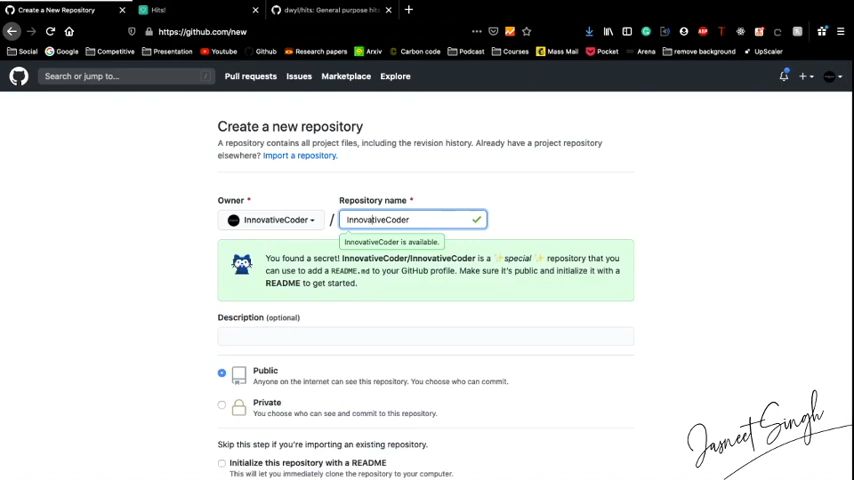 Create a New Repository
Hits!
dwyl/hits: General purpose hits
https://github.com/new
Social
Google
Competitive
Presentation
Youtube
Github
Research papers
Arxiv
Carbon code
Podcast
Courses
Mass Mail
Pocket
Arena
remove background
UpScaler
Search or jump to...
/
Pull requests
Issues
Marketplace
Explore
Create a new repository
A repository contains all project files, including the revision history. Already have a project repository
elsewhere? Import a repository.
Owner *
Repository name *
InnovativeCoder
/
InnovativeCoder
InnovativeCoder is available.
You found a secret! InnovativeCoder/InnovativeCoder is a ✨special ✨ repository that you
can use to add a README.md to your GitHub profile. Make sure it's public and initialize it with a
README to get started.
Description (optional)
Public
Anyone on the internet can see this repository. You choose who can commit.
Private
You choose who can see and commit to this repository.
Skip this step if you're importing an existing repository.
Initialize this repository with a README
This will let you immediately clone the repository to your computer.
Jasneet Singh